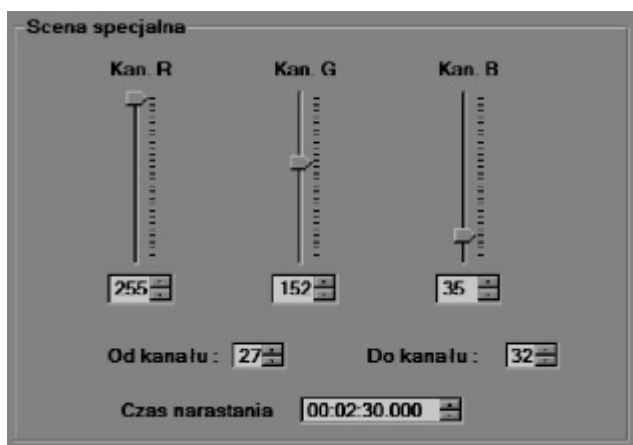 Scena specjalna
Kan. R Kan. G Kan. B
255 152 35
Od kanału : 27 Do kanału : 32
Czas narastania 00:02:30.000